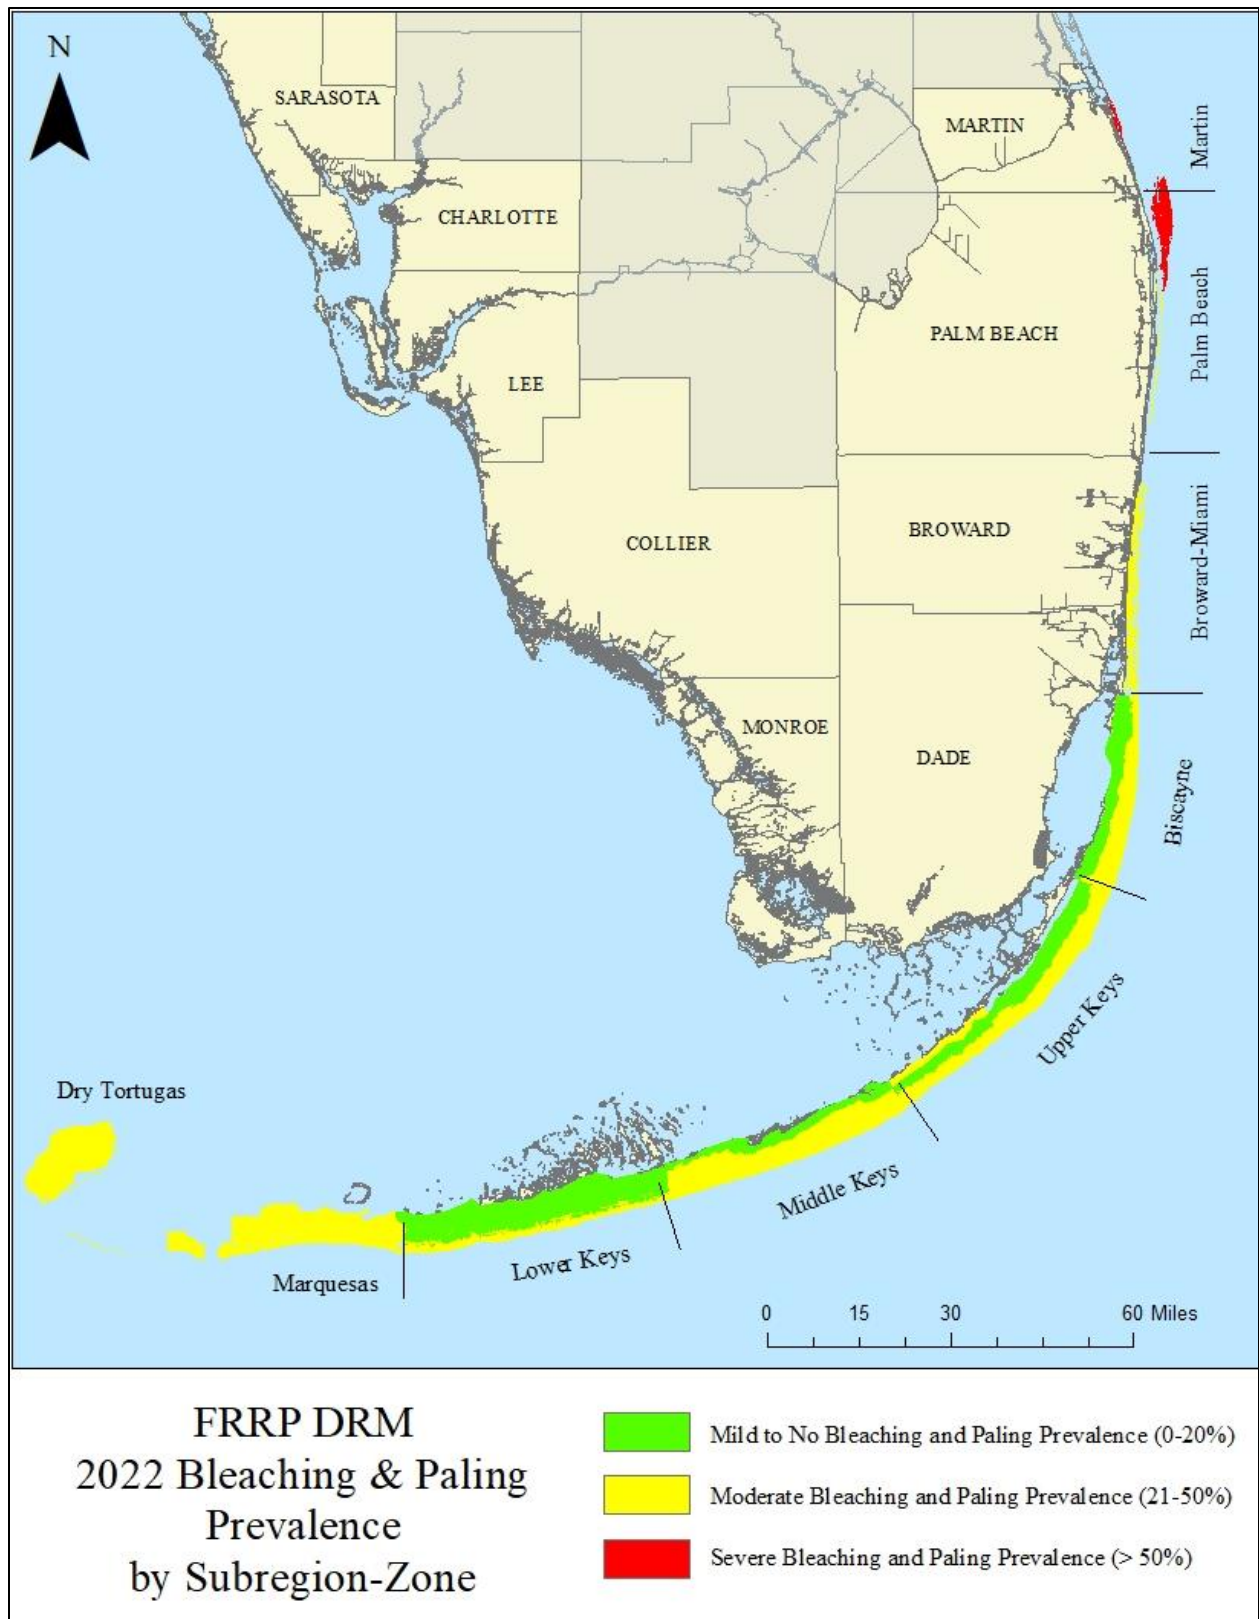 N
SARASOTA
MARTIN
Martin
CHARLOTTE
PALM BEACH
Palm Beach
LEE
COLLIER
BROWARD
Broward-Miami
MONROE
DADE
Biscayne
Upper Keys
Dry Tortugas
Middle Keys
Lower Keys
Marquesas
0 15 30 60 Miles
FRRP DRM
2022 Bleaching & Paling
Prevalence
by Subregion-Zone
Mild to No Bleaching and Paling Prevalence (0-20%)
Moderate Bleaching and Paling Prevalence (21-50%)
Severe Bleaching and Paling Prevalence (> 50%)